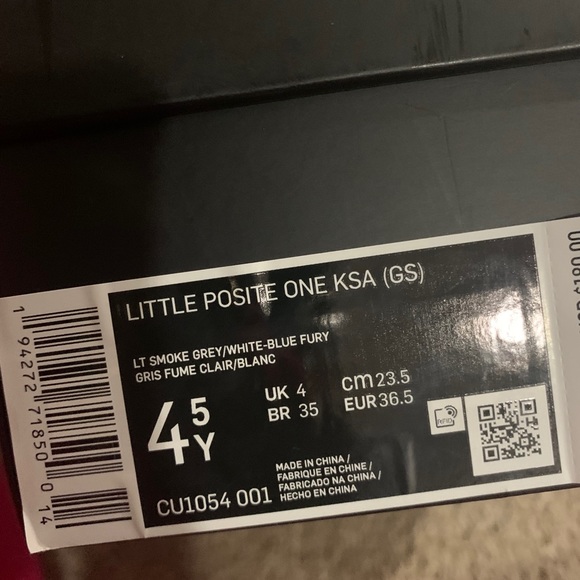 LITTLE POSITE ONE KSA (GS)
LT SMOKE GREY/WHITE-BLUE FURY
GRIS FUME CLAIR/BLANC
4 5 Y
UK 4
BR 35
CM 23.5
EUR 36.5
CU1054 001
MADE IN CHINA /
FABRIQUE EN CHINE /
FABRICADO NA CHINA /
HECHO EN CHINA
1 94272 71850 0 14